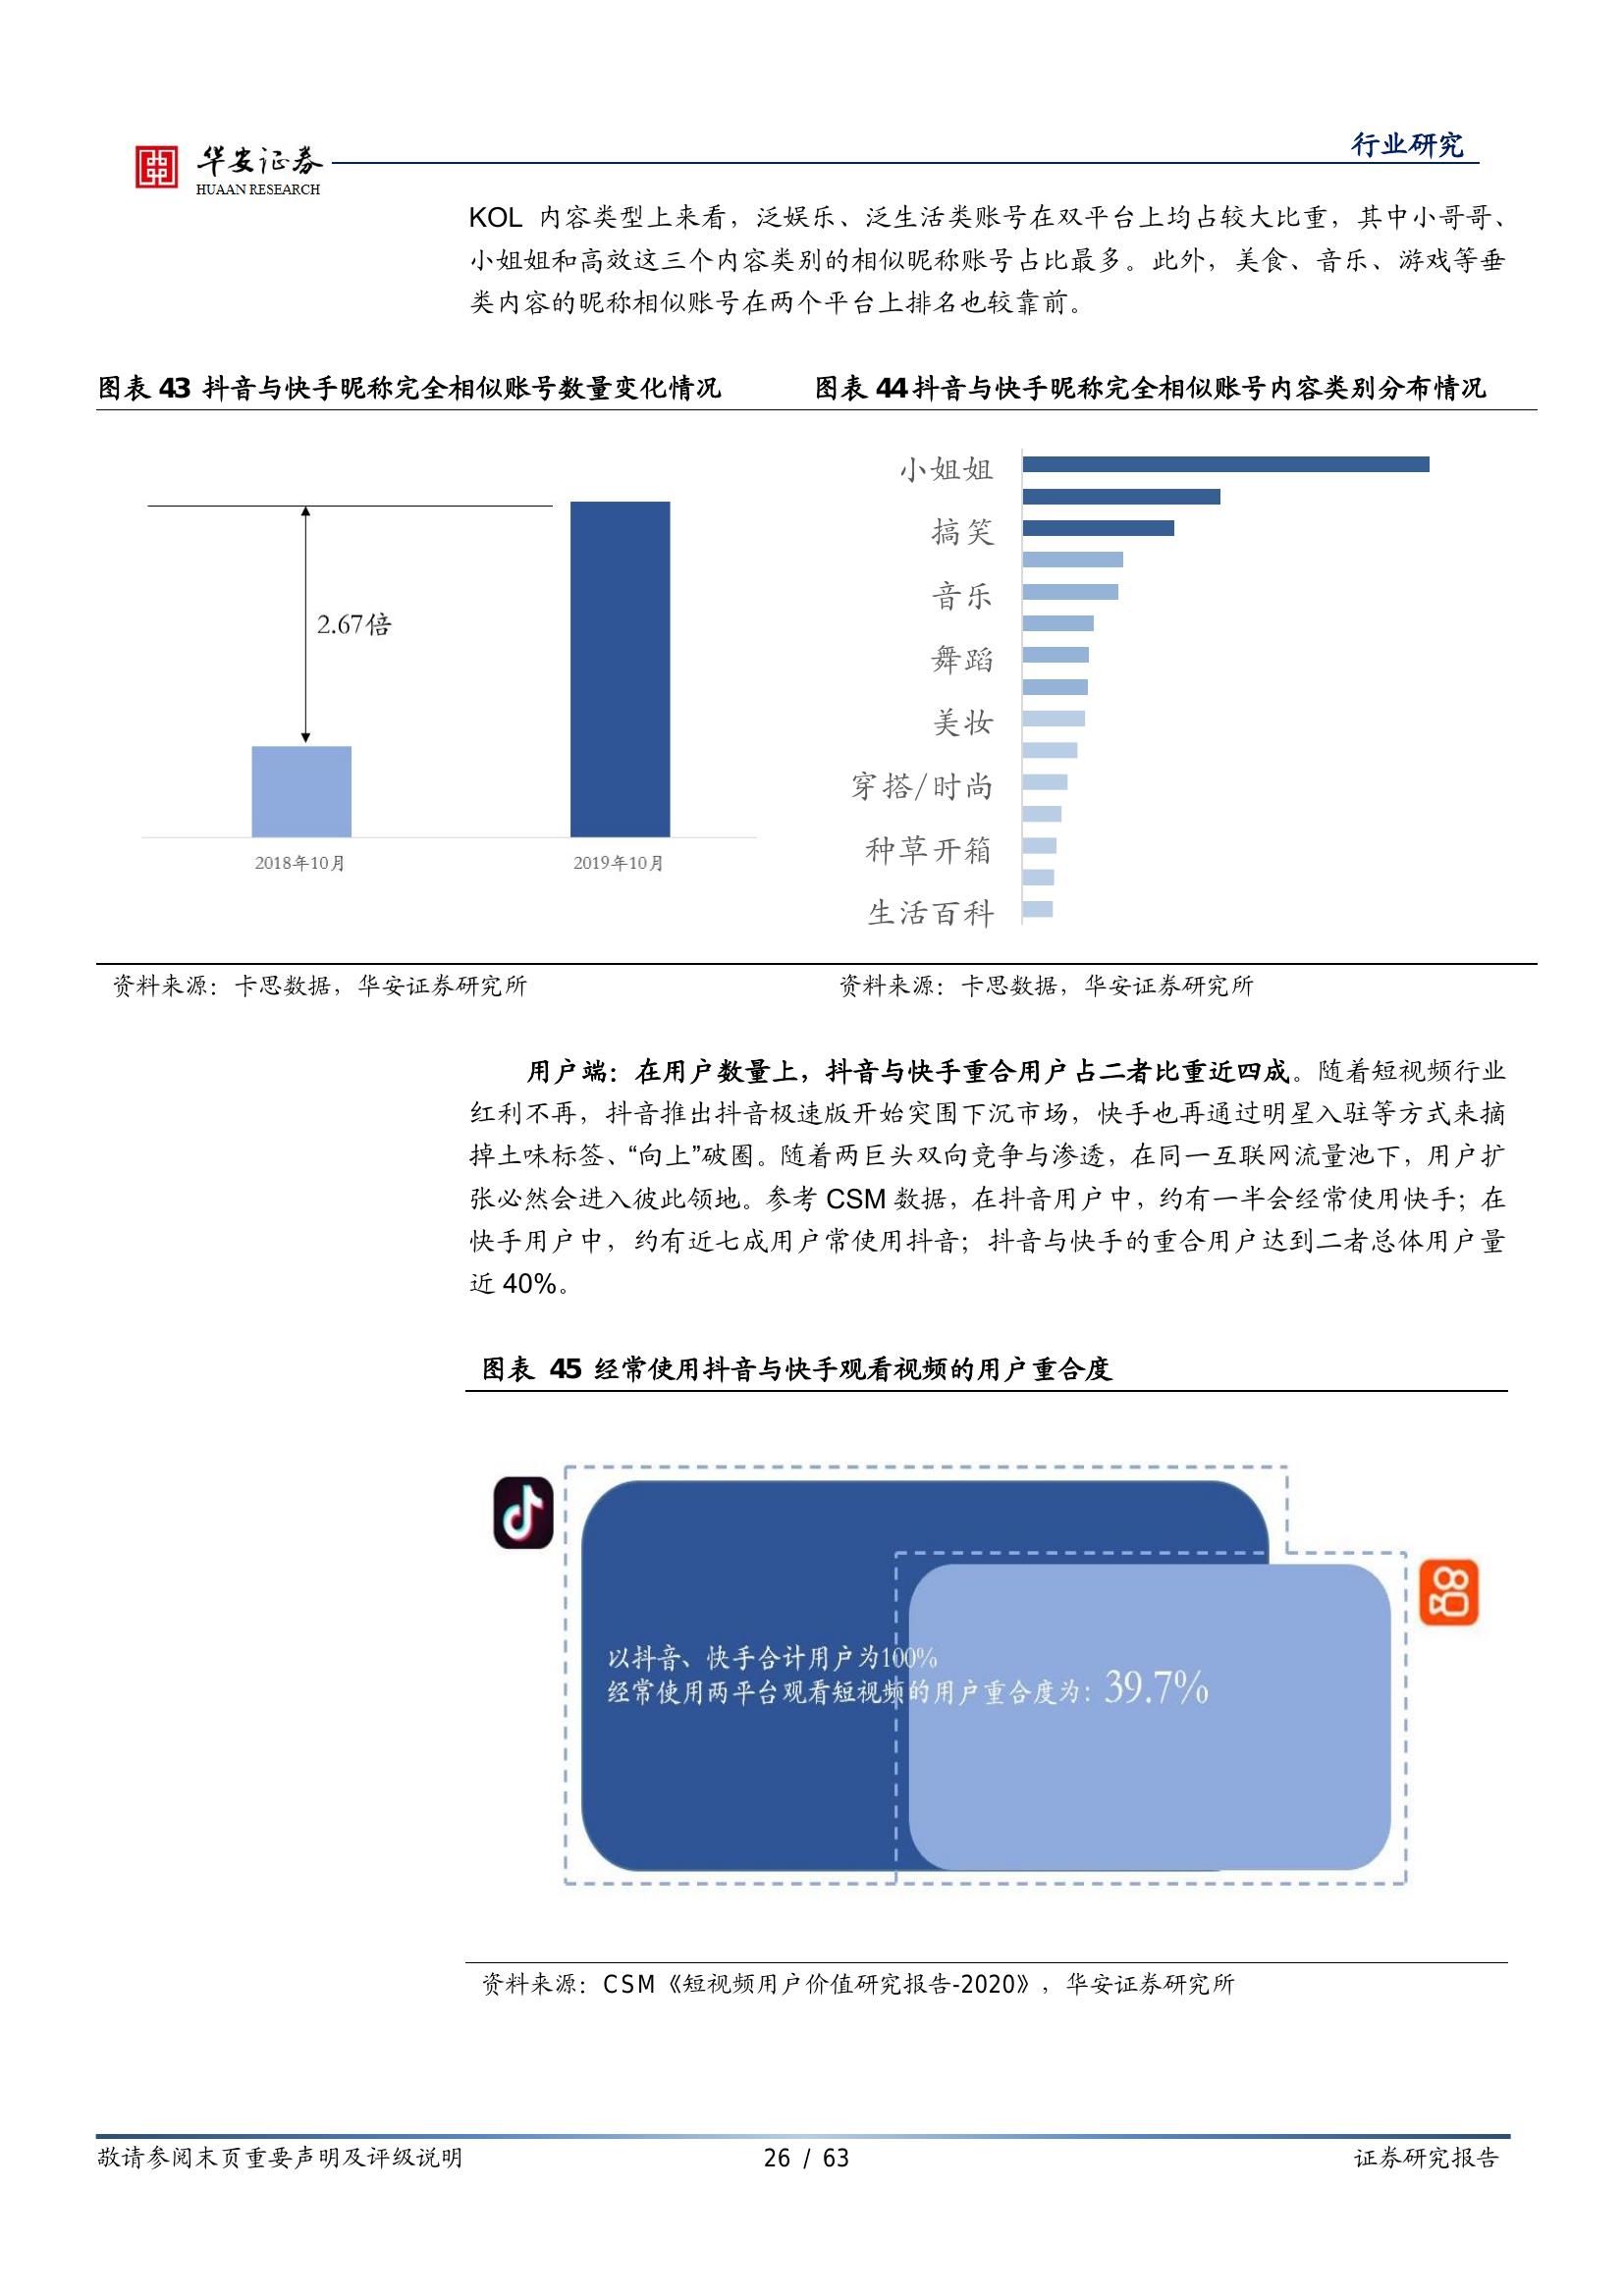 华安证券
HUAAN RESEARCH
行业研究
KOL 内容类型上来看，泛娱乐、泛生活类账号在双平台上均占较大比重，其中小哥哥、
小姐姐和高效这三个内容类别的相似昵称账号占比最多。此外，美食、音乐、游戏等垂
类内容的昵称相似账号在两个平台上排名也较靠前。
图表 43 抖音与快手昵称完全相似账号数量变化情况
2.67倍
2018年10月
2019年10月
资料来源：卡思数据，华安证券研究所
图表 44 抖音与快手昵称完全相似账号内容类别分布情况
小姐姐
搞笑
音乐
舞蹈
美妆
穿搭/时尚
种草开箱
生活百科
资料来源：卡思数据，华安证券研究所
用户端：在用户数量上，抖音与快手重合用户占二者比重近四成。随着短视频行业
红利不再，抖音推出抖音极速版开始突围下沉市场，快手也再通过明星入驻等方式来摘
掉土味标签、“向上”破圈。随着两巨头双向竞争与渗透，在同一互联网流量池下，用户扩
张必然会进入彼此领地。参考 CSM 数据，在抖音用户中，约有一半会经常使用快手；在
快手用户中，约有近七成用户常使用抖音；抖音与快手的重合用户达到二者总体用户量
近 40%。
图表 45 经常使用抖音与快手观看视频的用户重合度
以抖音、快手合计用户为100%
经常使用两平台观看短视频的用户重合度为：39.7%
资料来源：CSM《短视频用户价值研究报告-2020》，华安证券研究所
敬请参阅末页重要声明及评级说明
26 / 63
证券研究报告